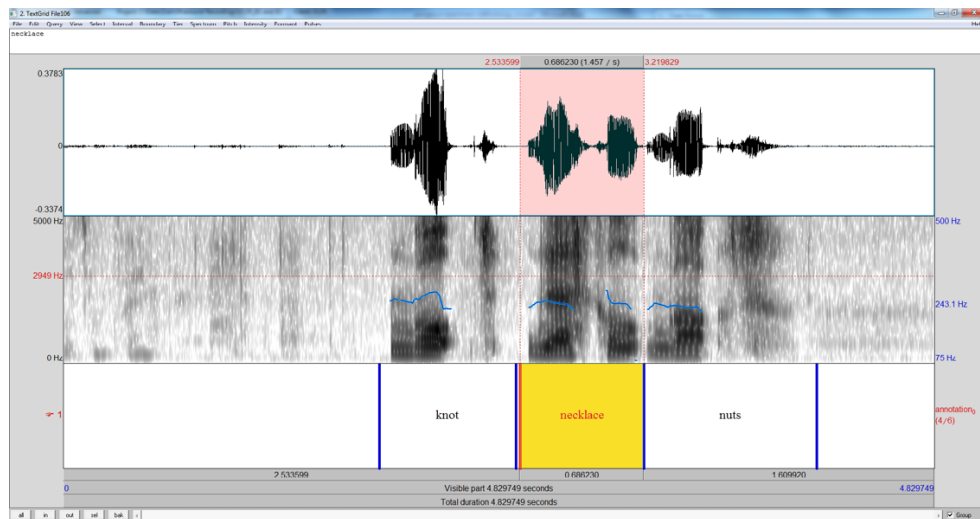 2. TextGrid File106
File Edit Query View Select Interval Boundary Tier Spectrum Pitch Intensity Formant Pulses Hel
necklace
2.533599 0.686230 (1.457 / s) 3.219829
0.3783
0
-0.3374
5000 Hz 500 Hz
2949 Hz
243.1 Hz
0 Hz 75 Hz
1 knot necklace nuts annotation
(4/6)
2.533599 0.686230 1.609920
0 Visible part 4.829749 seconds 4.829749
Total duration 4.829749 seconds
all in out sel bak Group